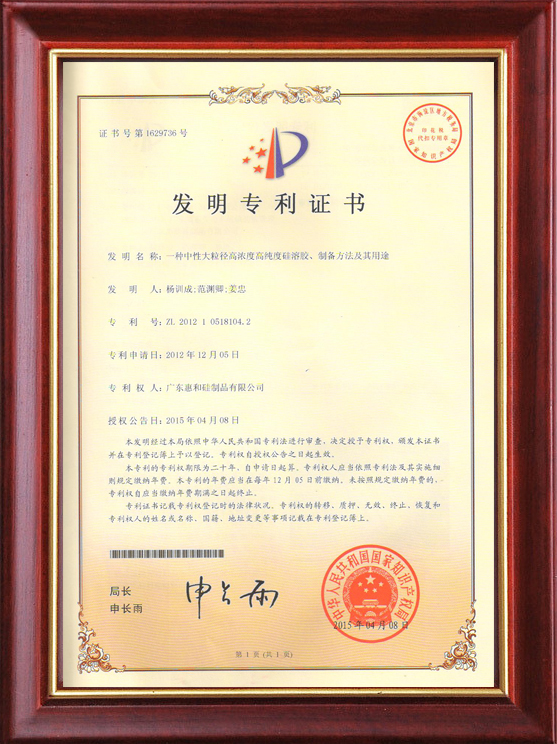 证书号第1629736号
发明专利证书
发明名称：一种中性大粒径高浓度高纯度硅溶胶、制备方法及其用途
发明人：杨训成;范渊卿;姜忠
专利号：ZL 2012 1 0518104.2
专利申请日：2012年12月05日
专利权人：广东惠和硅制品有限公司
授权公告日：2015年04月08日
本发明经过本局依照中华人民共和国专利法进行审查，决定授予专利权，颁发本证书
并在专利登记簿上予以登记。专利权自授权公告之日起生效。
本专利的专利权期限为二十年，自申请日起算。专利权人应当依照专利法及其实施细
则规定缴纳年费。本专利的年费应当在每年12月05日前缴纳。未按照规定缴纳年费的，
专利权自应当缴纳年费期满之日起终止。
专利证书记载专利权登记时的法律状况。专利权的转移、质押、无效、终止、恢复和
专利权人的姓名或名称、国籍、地址变更等事项记载在专利登记簿上。
局长
申长雨
申长雨
中华人民共和国国家知识产权局
2015年04月08日
第1页(共1页)